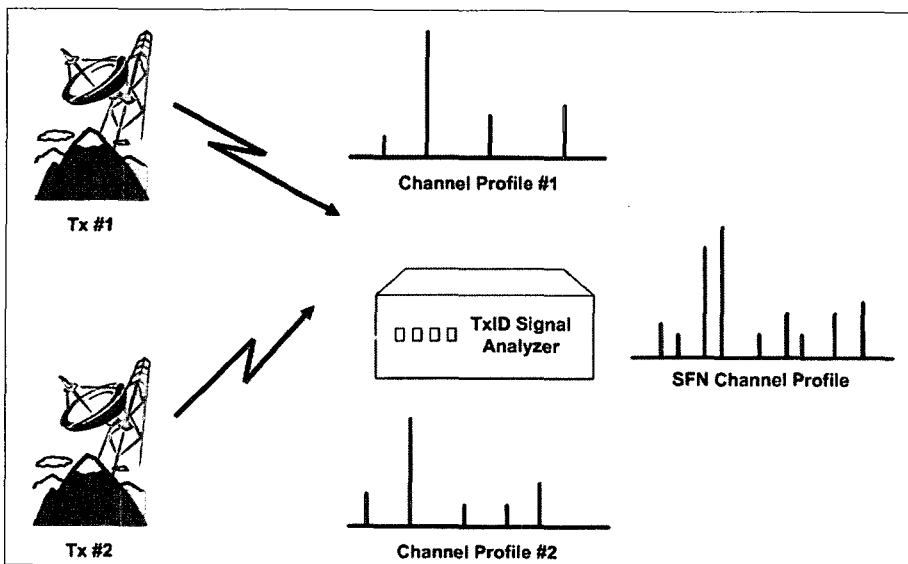 Channel Profile #1
Tx #1
TxID Signal
Analyzer
SFN Channel Profile
Tx #2
Channel Profile #2